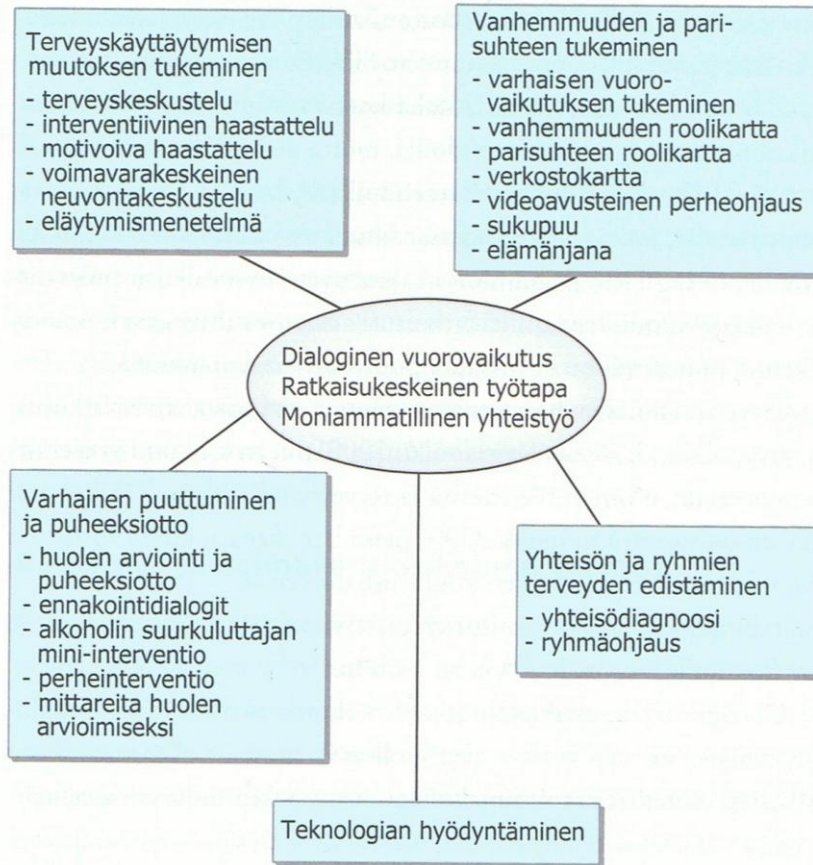 Terveyskäyttäytymisen
muutoksen tukeminen
- terveyskeskustelu
- interventiivinen haastattelu
- motivoiva haastattelu
- voimavarakeskeinen
neuvontakeskustelu
- eläytymismenetelmä
Vanhemmuuden ja pari-
suhteen tukeminen
- varhaisen vuoro-
vaikutuksen tukeminen
- vanhemmuuden roolikartta
- parisuhteen roolikartta
- verkostokartta
- videoavusteinen perheohjaus
- sukupuu
- elämänjana
Dialoginen vuorovaikutus
Ratkaisukeskeinen työtapa
Moniammatillinen yhteistyö
Varhainen puuttuminen
ja puheeksiotto
- huolen arviointi ja
puheeksiotto
- ennakointidialogit
- alkoholin suurkuluttajan
mini-interventio
- perheinterventio
- mittareita huolen
arvioimiseksi
Yhteisön ja ryhmien
terveyden edistäminen
- yhteisödiagnoosi
- ryhmäohjaus
Teknologian hyödyntäminen